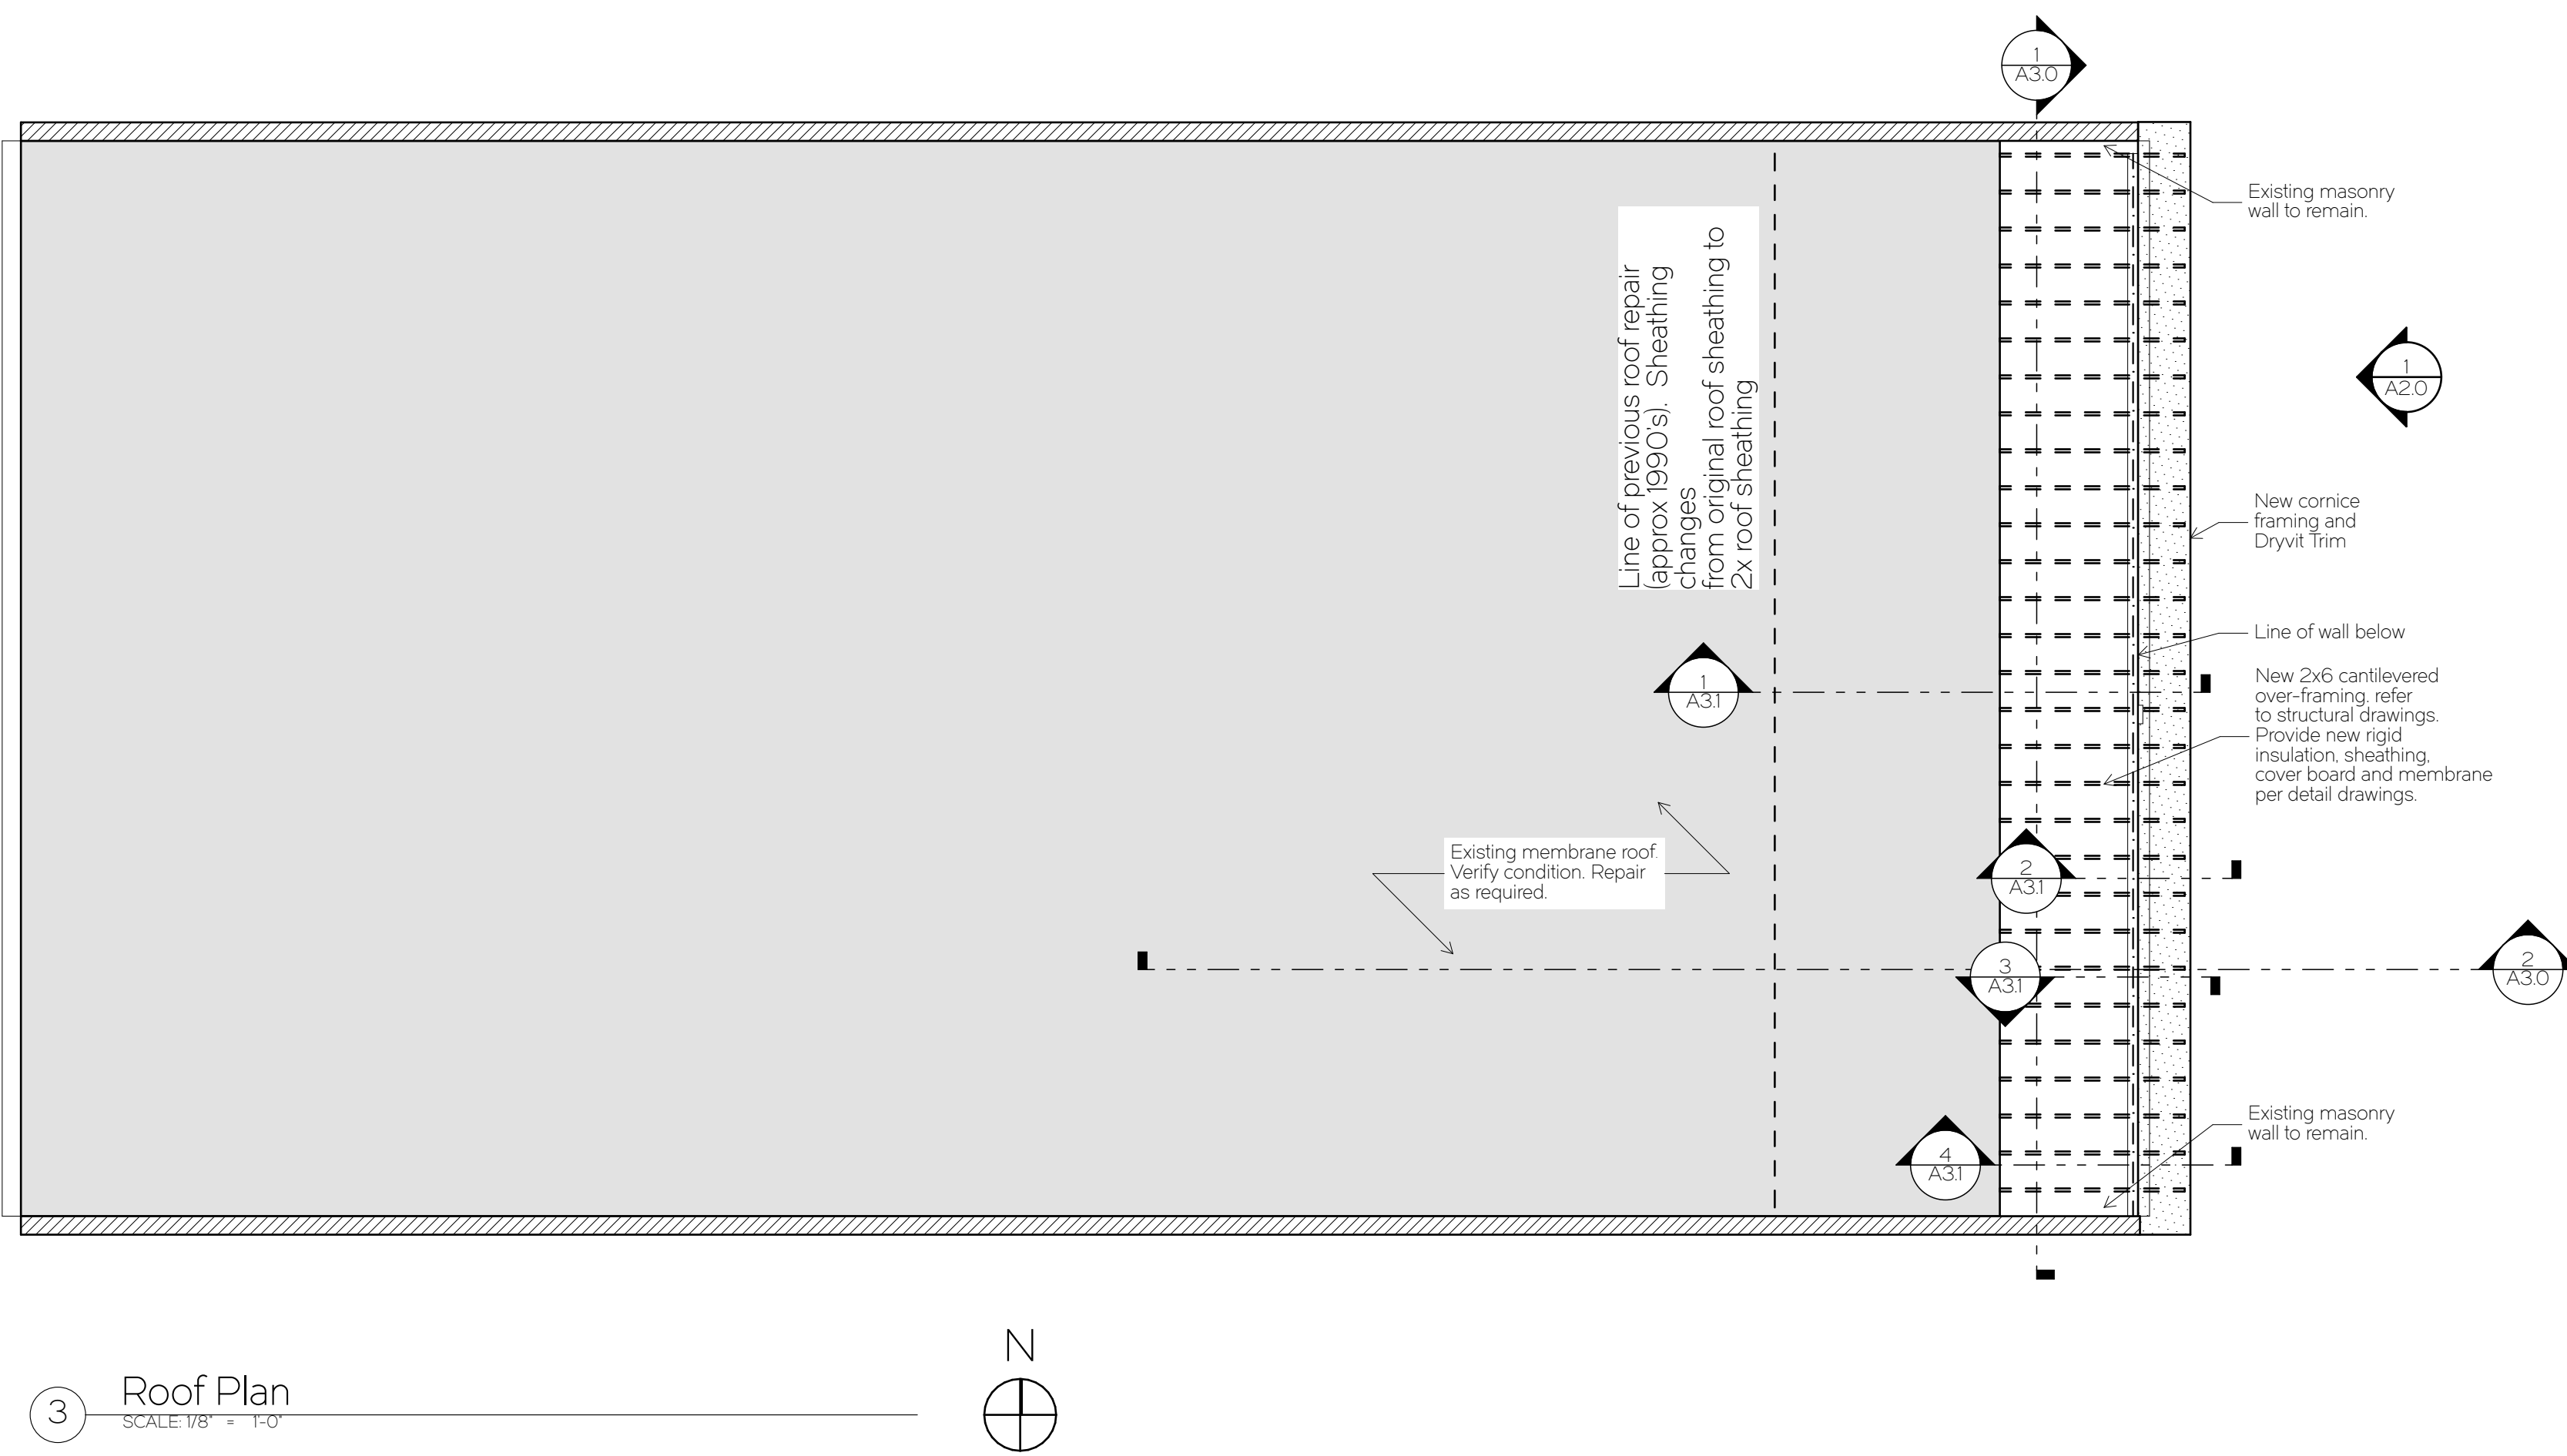 1
A3.0
Existing masonry
wall to remain.
1
A2.0
Line of previous roof repair
(approx 1990's).  Sheathing
changes
from original roof sheathing to
2x roof sheathing
New cornice
framing and
Dryvit Trim
Line of wall below
1
A3.1
New 2x6 cantilevered
over-framing. refer
to structural drawings.
Provide new rigid
insulation, sheathing,
cover board and membrane
per detail drawings.
Existing membrane roof.
Verify condition. Repair
as required.
2
A3.1
3
A3.1
2
A3.0
4
A3.1
Existing masonry
wall to remain.
N
3
Roof Plan
SCALE: 1/8" = 1'-0"